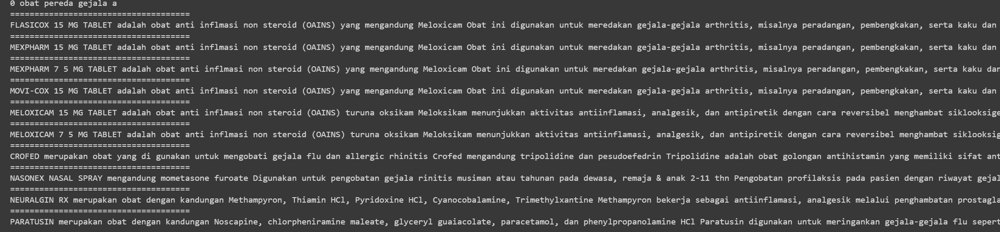 0 obat pereda gejala a
=====================================
FLASICOX 15 MG TABLET adalah obat anti inflmasi non steroid (OAINS) yang mengandung Meloxicam Obat ini digunakan untuk meredakan gejala-gejala arthritis, misalnya peradangan, pembengkakan, serta kaku dan
=====================================
MEXPHARM 15 MG TABLET adalah obat anti inflmasi non steroid (OAINS) yang mengandung Meloxicam Obat ini digunakan untuk meredakan gejala-gejala arthritis, misalnya peradangan, pembengkakan, serta kaku dan
=====================================
MEXPHARM 7 5 MG TABLET adalah obat anti inflmasi non steroid (OAINS) yang mengandung Meloxicam Obat ini digunakan untuk meredakan gejala-gejala arthritis, misalnya peradangan, pembengkakan, serta kaku dan
=====================================
MOVI-COX 15 MG TABLET adalah obat anti inflmasi non steroid (OAINS) yang mengandung Meloxicam Obat ini digunakan untuk meredakan gejala-gejala arthritis, misalnya peradangan, pembengkakan, serta kaku dan
=====================================
MELOXICAM 15 MG TABLET adalah obat anti inflmasi non steroid (OAINS) turuna oksikam Meloksikam menunjukkan aktivitas antiinflamasi, analgesik, dan antipiretik dengan cara reversibel menghambat siklooksige
=====================================
MELOXICAM 7 5 MG TABLET adalah obat anti inflmasi non steroid (OAINS) turuna oksikam Meloksikam menunjukkan aktivitas antiinflamasi, analgesik, dan antipiretik dengan cara reversibel menghambat siklooksig
=====================================
CROFED merupakan obat yang di gunakan untuk mengobati gejala flu dan allergic rhinitis Crofed mengandung tripolidine dan pesudoefedrin Tripolidine adalah obat golongan antihistamin yang memiliki sifat ant
=====================================
NASONEX NASAL SPRAY mengandung mometasone furoate Digunakan untuk pengobatan gejala rinitis musiman atau tahunan pada dewasa, remaja & anak 2-11 thn Pengobatan profilaksis pada pasien dengan riwayat gejal
=====================================
NEURALGIN RX merupakan obat dengan kandungan Methampyron, Thiamin HCl, Pyridoxine HCl, Cyanocobalamine, Trimethylxantine Methampyron bekerja sebagai antiinflamasi, analgesik melalui penghambatan prostagla
=====================================
PARATUSIN merupakan obat dengan kandungan Noscapine, chlorpheniramine maleate, glyceryl guaiacolate, paracetamol, dan phenylpropanolamine HCl Paratusin digunakan untuk meringankan gejala-gejala flu sepert